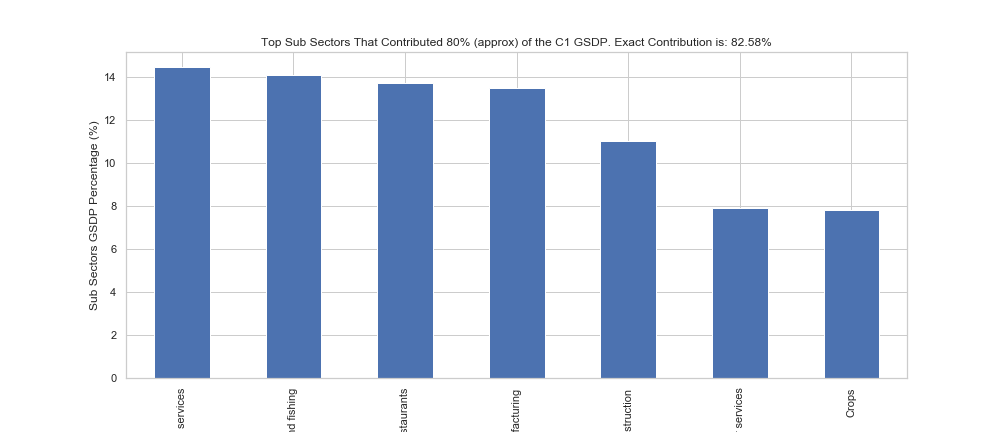 Top Sub Sectors That Contributed 80% (approx) of the C1 GSDP. Exact Contribution is: 82.58%
Sub Sectors GSDP Percentage (%)
14
12
10
8
6
4
2
0
services
nd fishing
staurants
facturing
struction
services
Crops